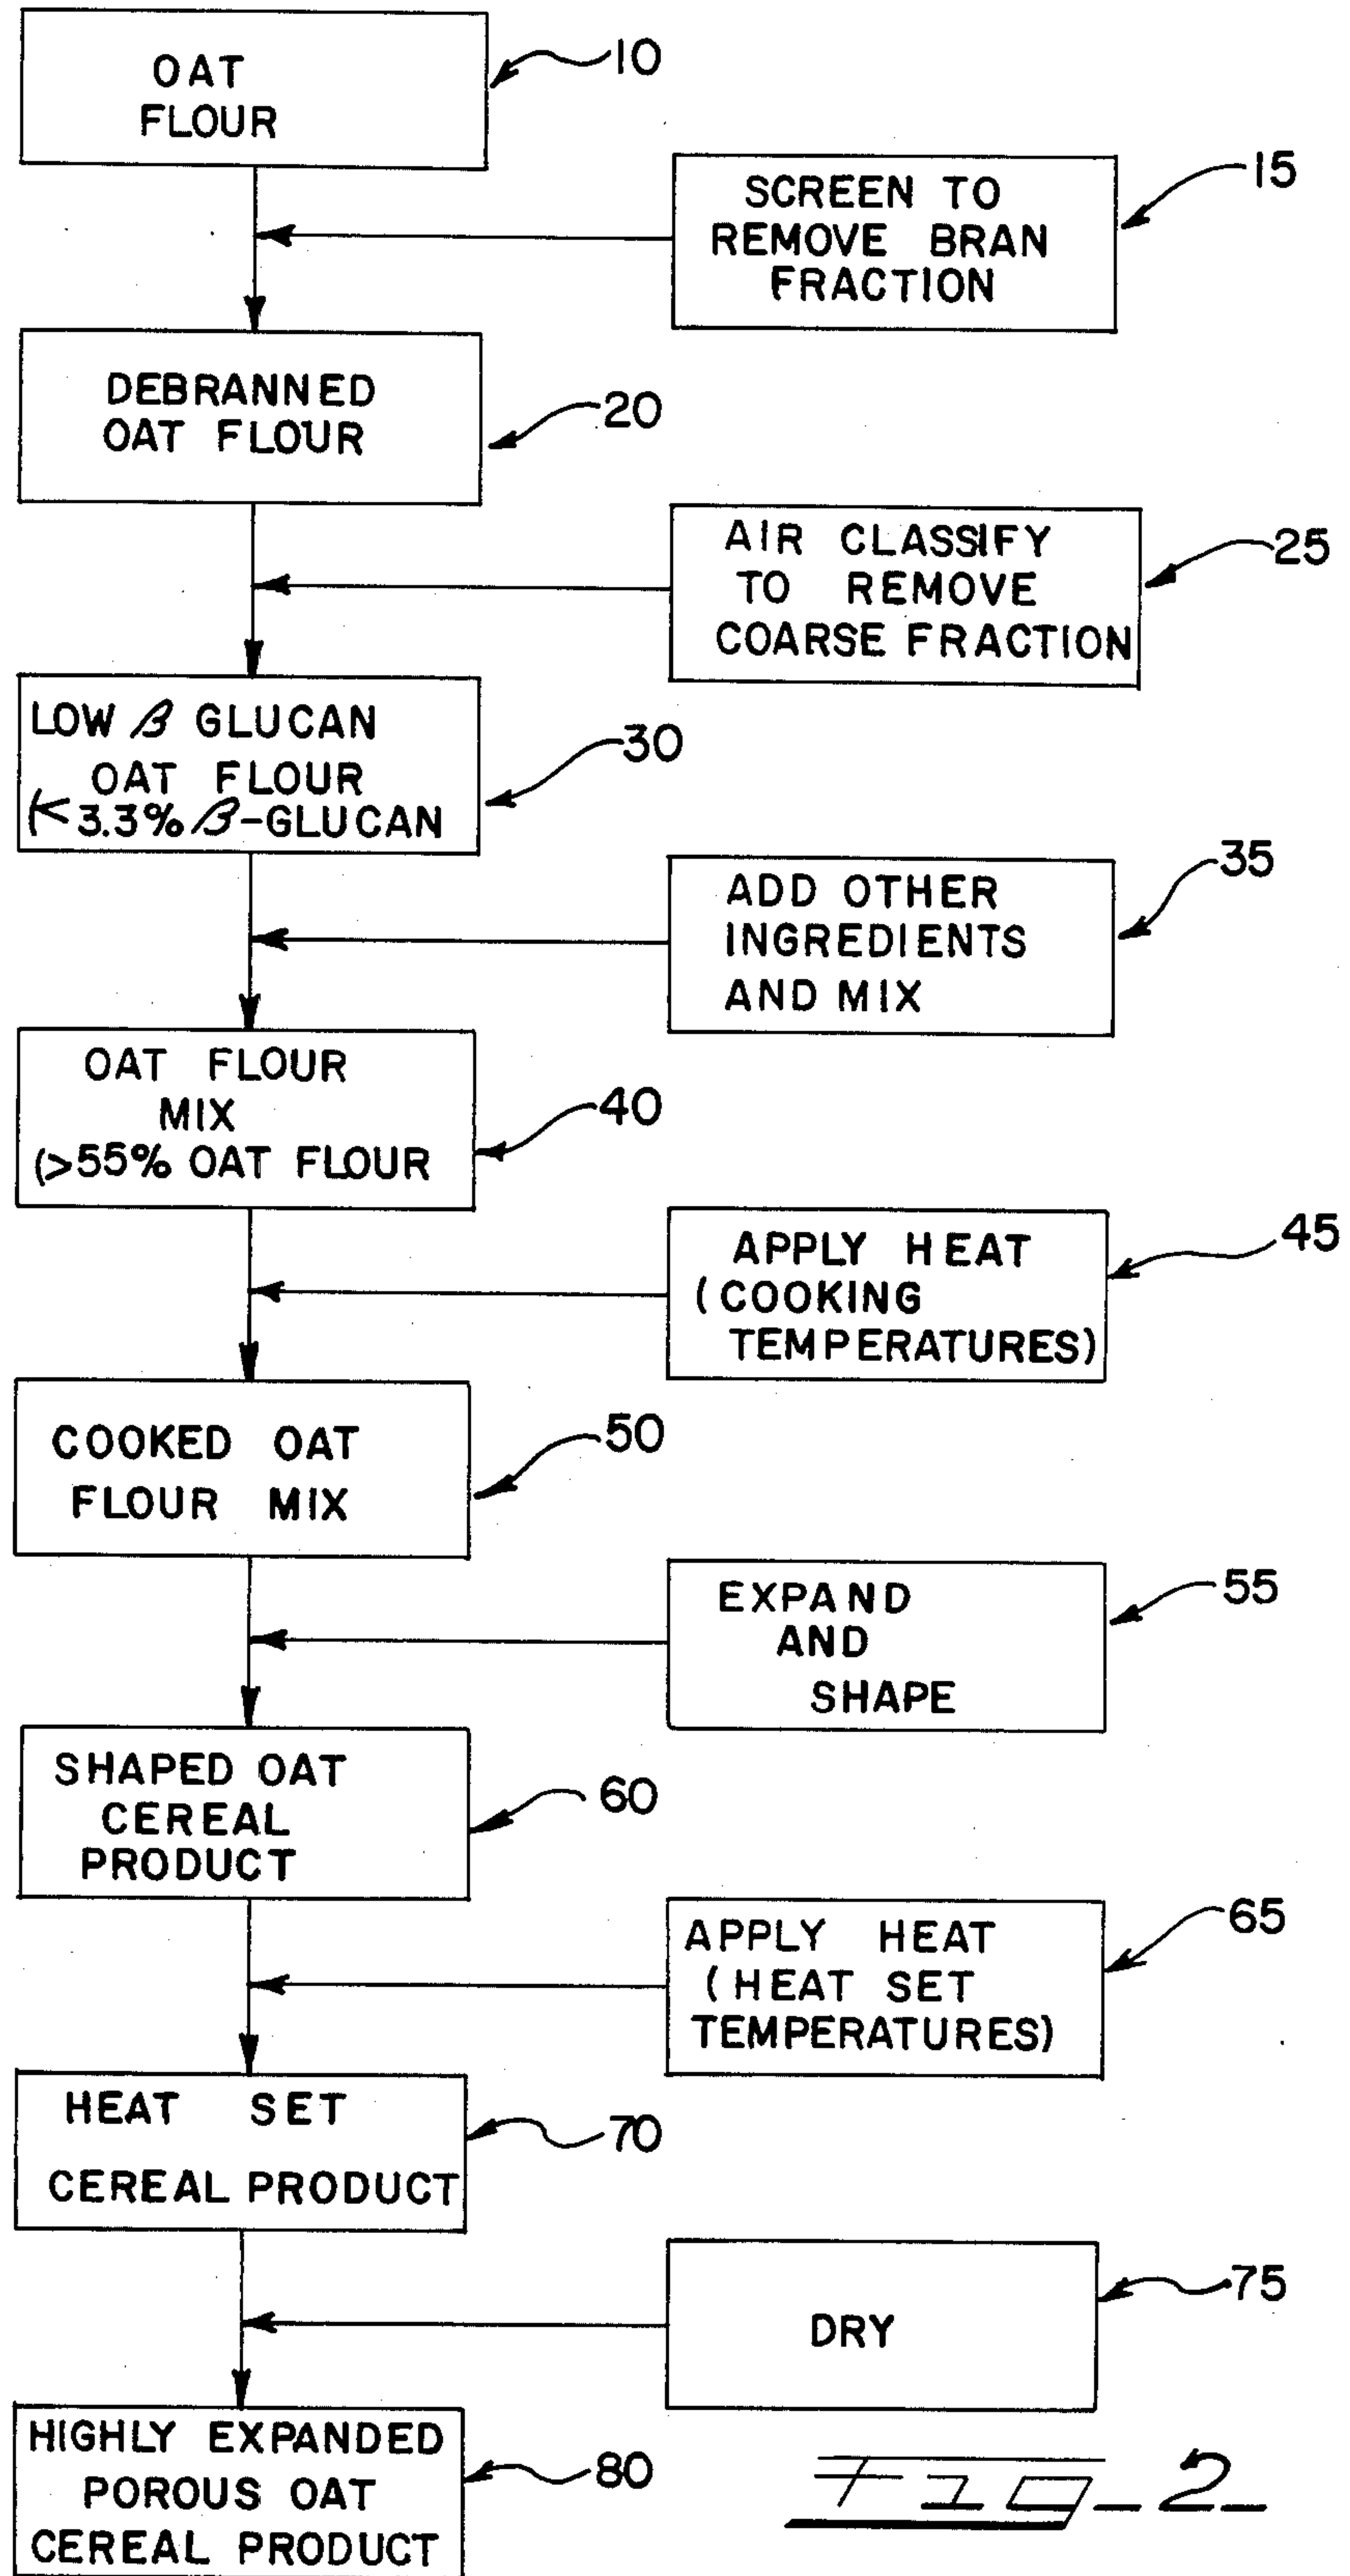 OAT
FLOUR
10
SCREEN TO
REMOVE BRAN
FRACTION
15
DEBRANNED
OAT FLOUR
20
AIR CLASSIFY
TO REMOVE
COARSE FRACTION
25
LOW β GLUCAN
OAT FLOUR
(<3.3% β-GLUCAN
30
ADD OTHER
INGREDIENTS
AND MIX
35
OAT FLOUR
MIX
(>55% OAT FLOUR
40
APPLY HEAT
(COOKING
TEMPERATURES)
45
COOKED OAT
FLOUR MIX
50
EXPAND
AND
SHAPE
55
SHAPED OAT
CEREAL
PRODUCT
60
APPLY HEAT
(HEAT SET
TEMPERATURES)
65
HEAT SET
CEREAL PRODUCT
70
DRY
75
HIGHLY EXPANDED
POROUS OAT
CEREAL PRODUCT
80
FIG_2_